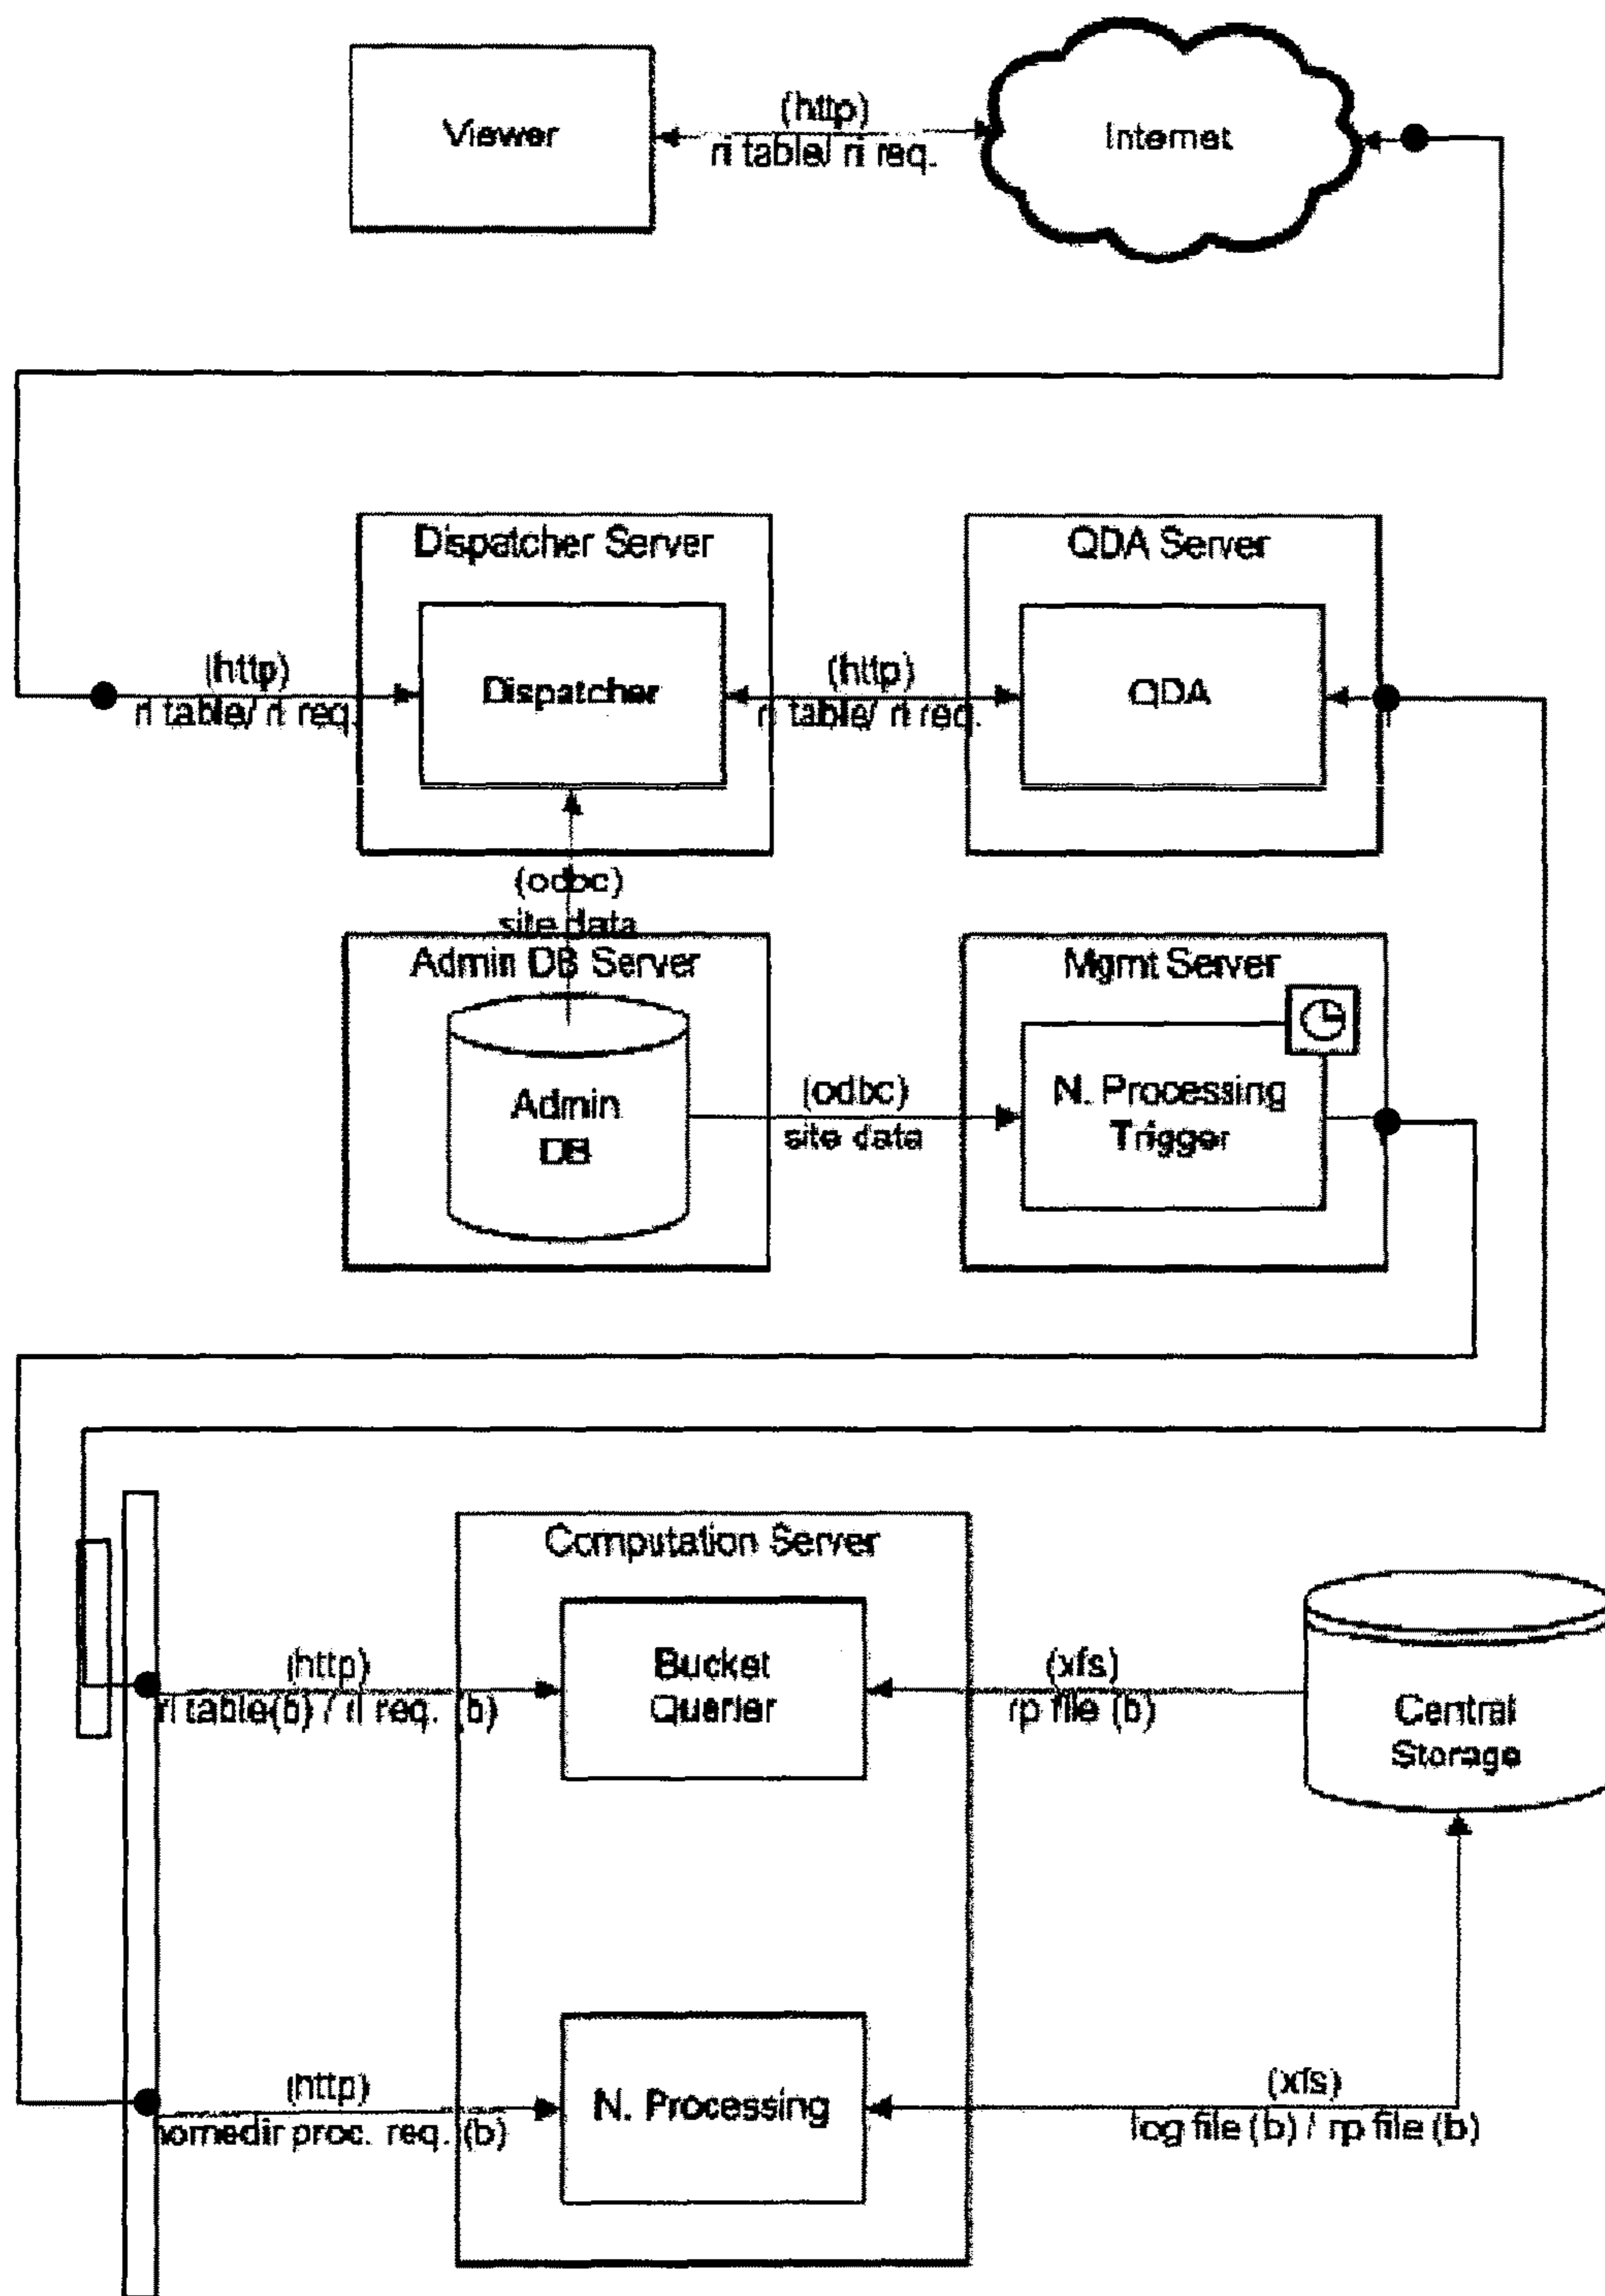 Viewer
(http)
ri table/ ri req.
Internet
Dispatcher Server
QDA Server
(http)
ri table/ ri req.
Dispatcher
(http)
ri table/ ri req.
QDA
(odbc)
site data
Admin DB Server
Mgmt Server
Admin
DB
(odbc)
site data
N. Processing
Trigger
Computation Server
(http)
ri table(b) / ri req. (b)
Bucket
Querier
(xfs)
rp file (b)
Central
Storage
(http)
homedir proc. req. (b)
N. Processing
(xfs)
log file (b) / rp file (b)